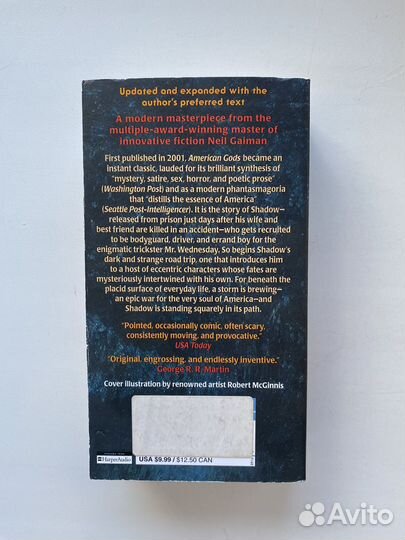 Updated and expanded with the
author's preferred text
A modern masterpiece from the
multiple-award-winning master of
innovative fiction Neil Gaiman
First published in 2001, American Gods became an
instant classic, lauded for its brilliant synthesis of
"mystery, satire, sex, horror, and poetic prose"
(Washington Post) and as a modern phantasmagoria
that "distills the essence of America"
(Seattle Post-Intelligencer). It is the story of Shadow—
released from prison just days after his wife and
best friend are killed in an accident—who gets recruited
to be bodyguard, driver, and errand boy for the
enigmatic trickster Mr. Wednesday. So begins Shadow's
dark and strange road trip, one that introduces him
to a host of eccentric characters whose fates are
mysteriously intertwined with his own. For beneath the
placid surface of everyday life, a storm is brewing—
an epic war for the very soul of America—and
Shadow is standing squarely in its path.
"Pointed, occasionally comic, often scary,
consistently moving, and provocative."
USA Today
"Original, engrossing, and endlessly inventive."
George R. R. Martin
Cover illustration by renowned artist Robert McGinnis
HarperAudio
USA $9.99 / $12.50 CAN
Avito